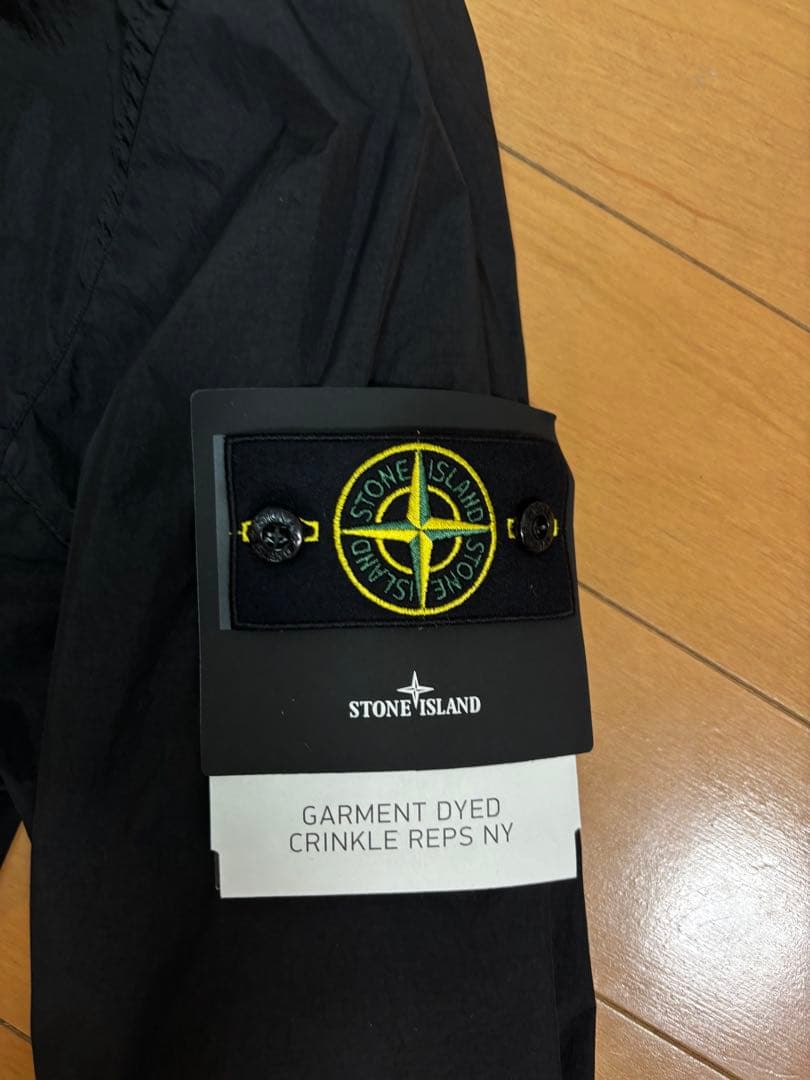 STONE ISLAND
STONE ISLAND
STONE ISLAND
GARMENT DYED
CRINKLE REPS NY